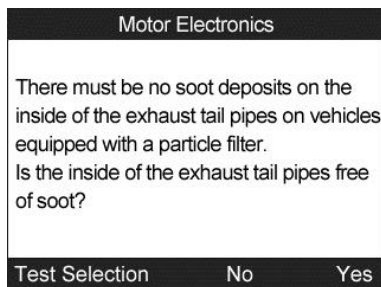 Motor Electronics
There must be no soot deposits on the
inside of the exhaust tail pipes on vehicles
equipped with a particle filter.
Is the inside of the exhaust tail pipes free
of soot?
Test Selection No Yes